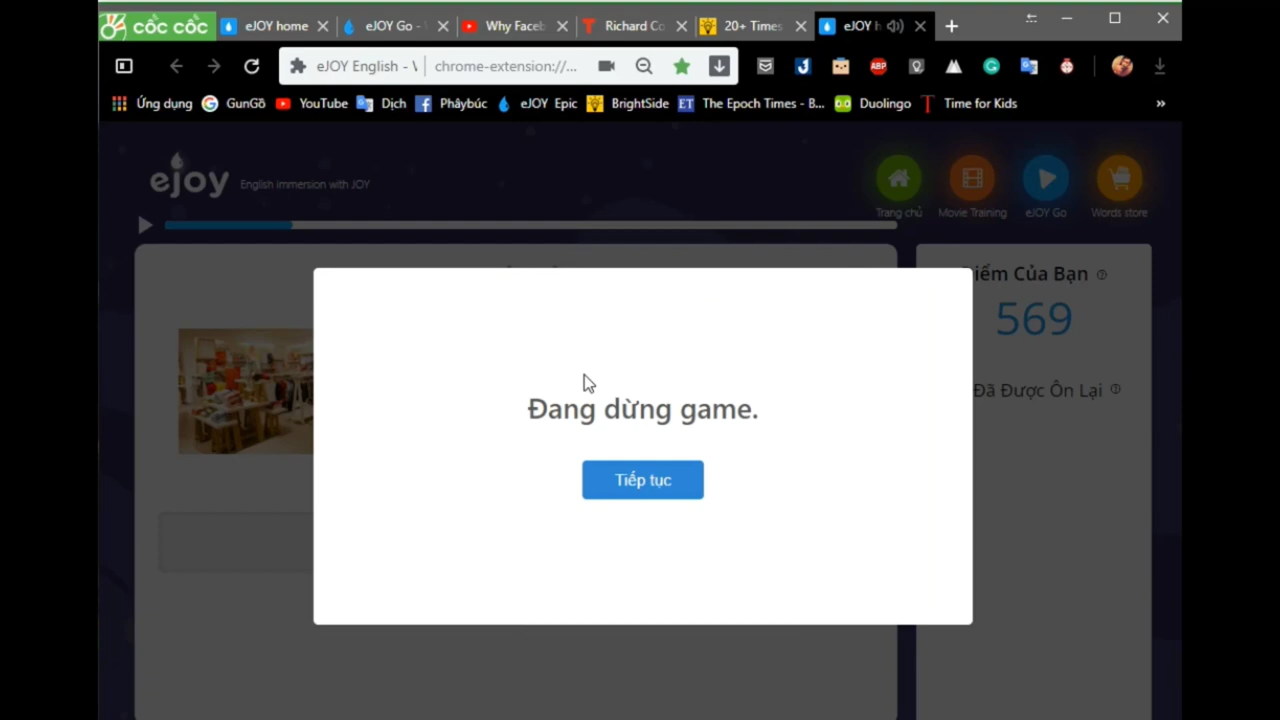 cốc cốc eJOY home eJOY Go - Why Faceb Richard Co 20+ Times eJOY h
eJOY English - chrome-extension://...
Ứng dụng GunGồ YouTube Dịch Phâybúc eJOY Epic BrightSide The Epoch Times - B... Duolingo Time for Kids »
ejoy English immersion with JOY
Trang chủ Movie Training eJOY Go Words store
iểm Của Bạn
569
Đã Được Ôn Lại
Đang dừng game.
Tiếp tục